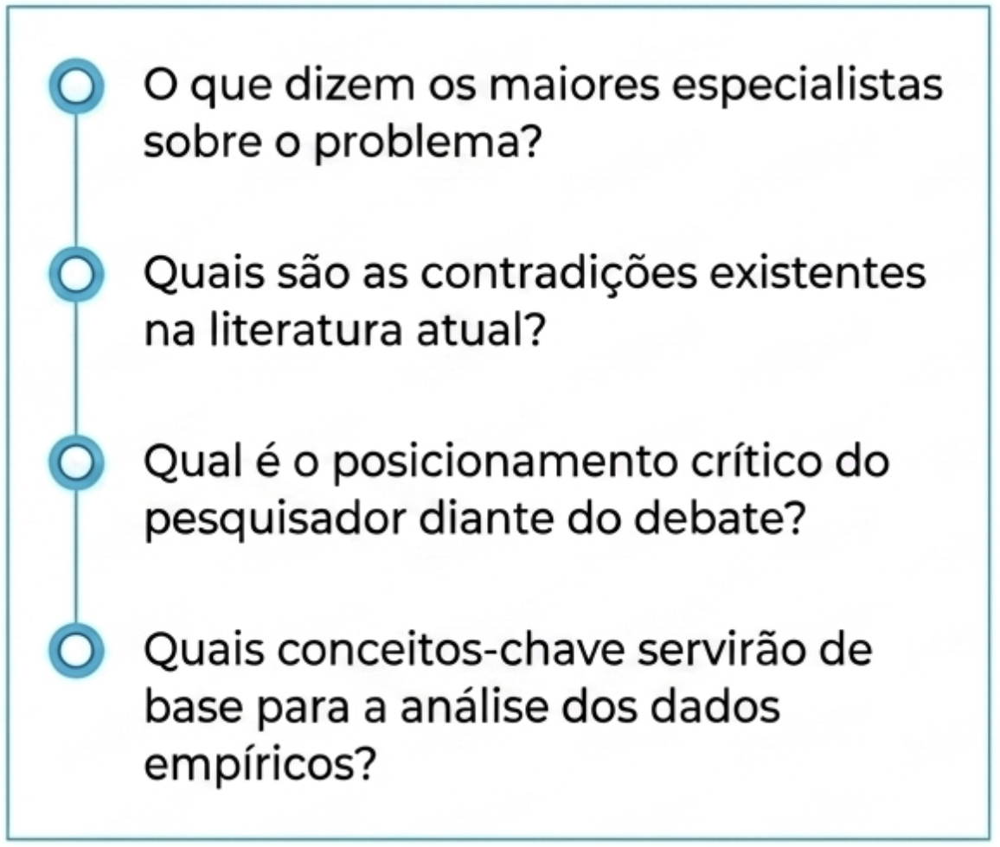 O que dizem os maiores especialistas
sobre o problema?
Quais são as contradições existentes
na literatura atual?
Qual é o posicionamento crítico do
pesquisador diante do debate?
Quais conceitos-chave servirão de
base para a análise dos dados
empíricos?